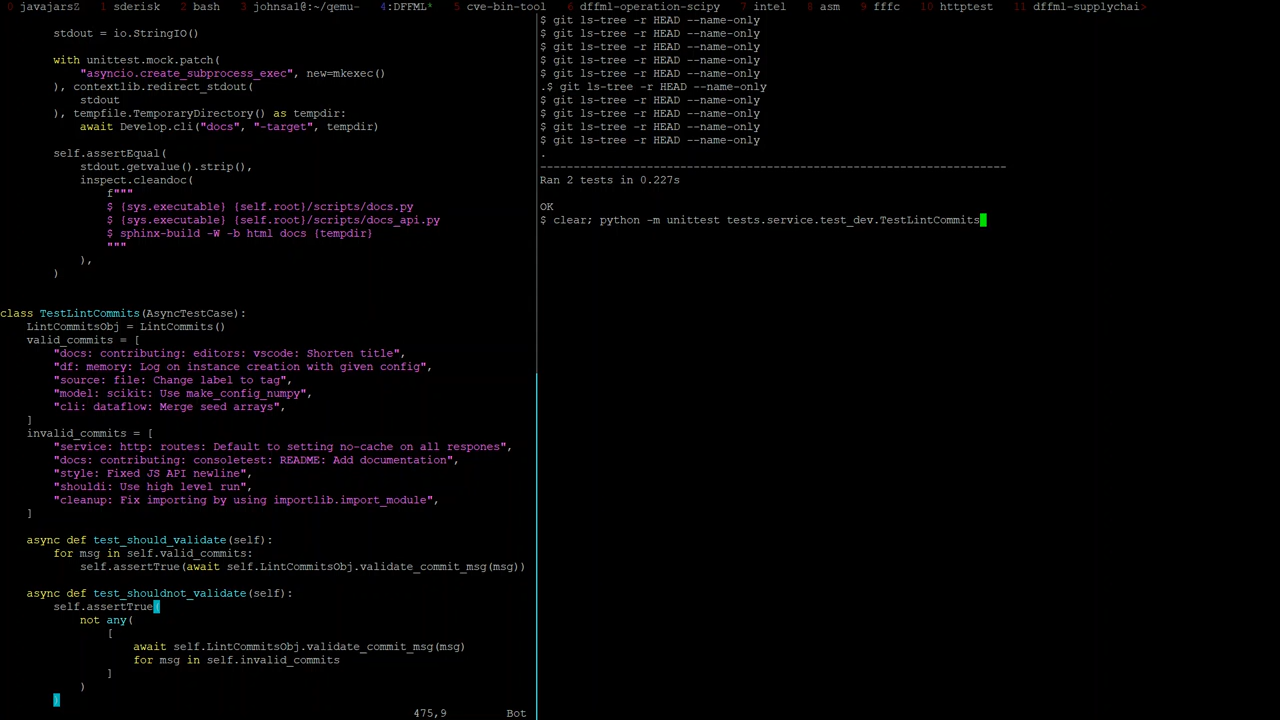 0 javajarsZ 1 sderisk 2 bash 3 johnsal@:~/qemu- 4:DFFML* 5 cve-bin-tool 6 dffml-operation-scipy 7 intel 8 asm 9 fffc 10 httptest 11 dffml-supplychai>
    stdout = io.StringIO()
    with unittest.mock.patch(
        "asyncio.create_subprocess_exec", new=mkexec()
    ), contextlib.redirect_stdout(
        stdout
    ), tempfile.TemporaryDirectory() as tempdir:
        await Develop.cli("docs", "-target", tempdir)
    self.assertEqual(
        stdout.getvalue().strip(),
        inspect.cleandoc(
            f"""
            $ {sys.executable} {self.root}/scripts/docs.py
            $ {sys.executable} {self.root}/scripts/docs_api.py
            $ sphinx-build -W -b html docs {tempdir}
            """
        ),
    )
class TestLintCommits(AsyncTestCase):
    LintCommitsObj = LintCommits()
    valid_commits = [
        "docs: contributing: editors: vscode: Shorten title",
        "df: memory: Log on instance creation with given config",
        "source: file: Change label to tag",
        "model: scikit: Use make_config_numpy",
        "cli: dataflow: Merge seed arrays",
    ]
    invalid_commits = [
        "service: http: routes: Default to setting no-cache on all respones",
        "docs: contributing: consoletest: README: Add documentation",
        "style: Fixed JS API newline",
        "shouldi: Use high level run",
        "cleanup: Fix importing by using importlib.import_module",
    ]
    async def test_should_validate(self):
        for msg in self.valid_commits:
            self.assertTrue(await self.LintCommitsObj.validate_commit_msg(msg))
    async def test_shouldnot_validate(self):
        self.assertTrue(
            not any(
                [
                    await self.LintCommitsObj.validate_commit_msg(msg)
                    for msg in self.invalid_commits
                ]
            )
        )
475,9 Bot
$ git ls-tree -r HEAD --name-only
$ git ls-tree -r HEAD --name-only
$ git ls-tree -r HEAD --name-only
$ git ls-tree -r HEAD --name-only
$ git ls-tree -r HEAD --name-only
.$ git ls-tree -r HEAD --name-only
$ git ls-tree -r HEAD --name-only
$ git ls-tree -r HEAD --name-only
$ git ls-tree -r HEAD --name-only
$ git ls-tree -r HEAD --name-only
.
----------------------------------------------------------------------
Ran 2 tests in 0.227s
OK
$ clear; python -m unittest tests.service.test_dev.TestLintCommits